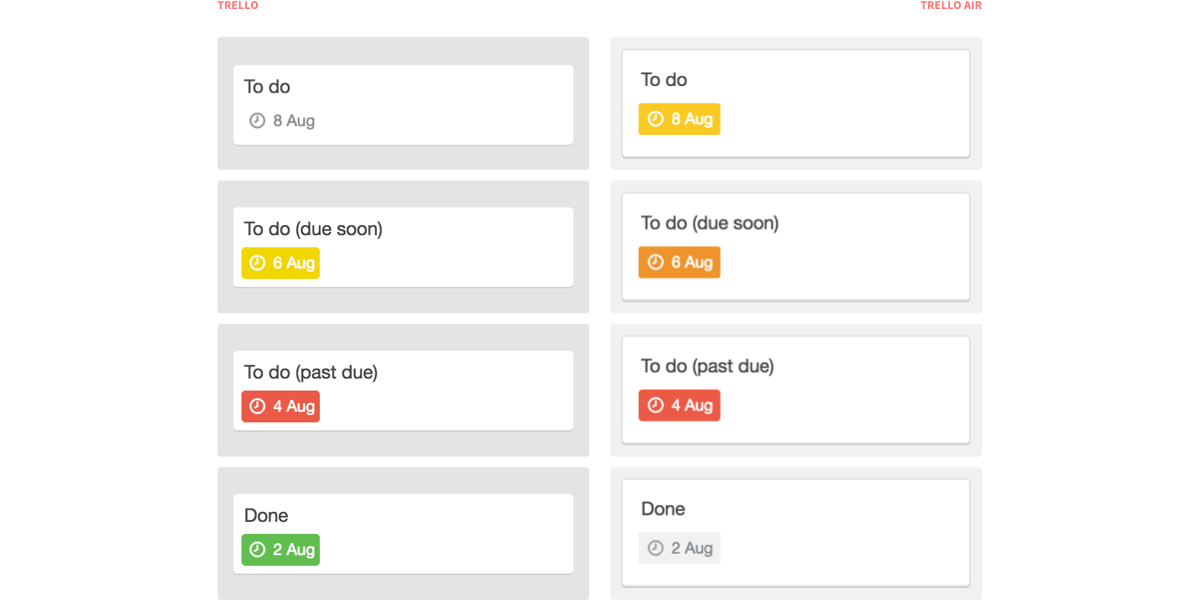 TRELLO
TRELLO AIR
To do
8 Aug
To do
8 Aug
To do (due soon)
6 Aug
To do (due soon)
6 Aug
To do (past due)
4 Aug
To do (past due)
4 Aug
Done
2 Aug
Done
2 Aug